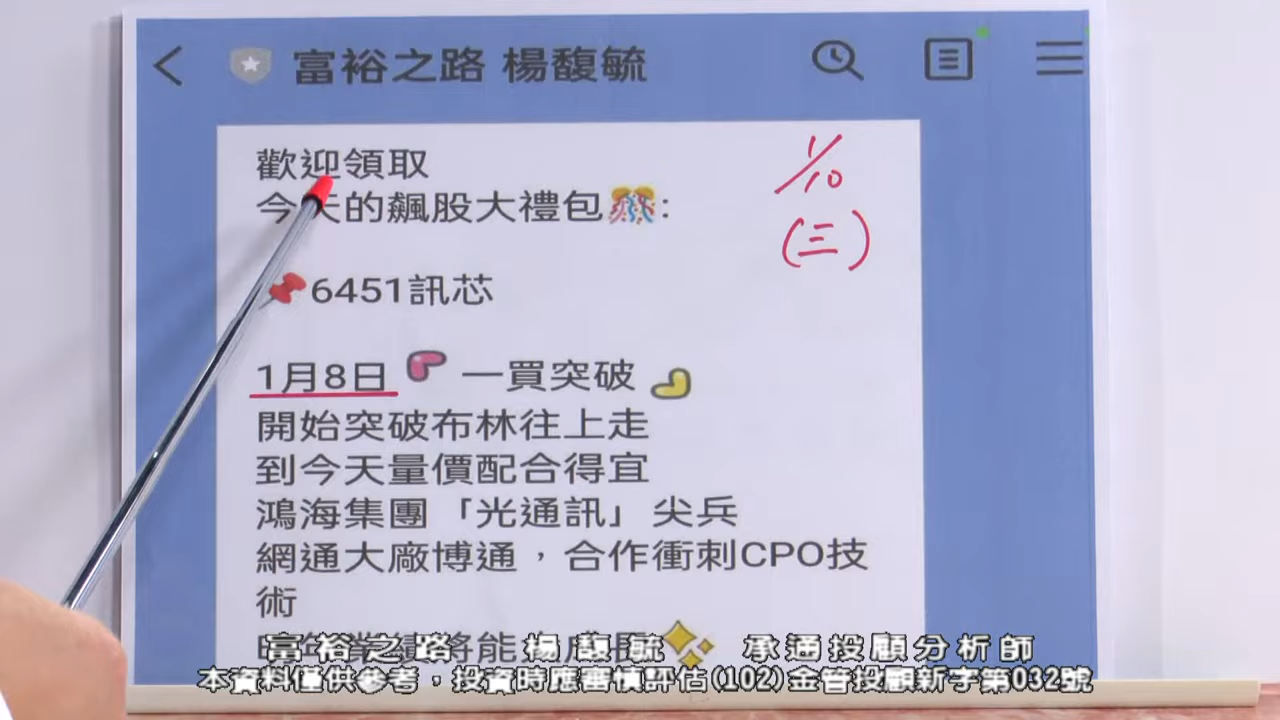 富裕之路 楊馥毓
歡迎領取
今天的飆股大禮包:
1/10
(三)
6451訊芯
1月8日 一買突破
開始突破布林往上走
到今天量價配合得宜
鴻海集團「光通訊」尖兵
網通大廠博通，合作衝刺CPO技
術
富裕之路 楊馥毓 承通投顧分析師
本資料僅供參考，投資時應審慎評估(102)金管投顧新字第032號